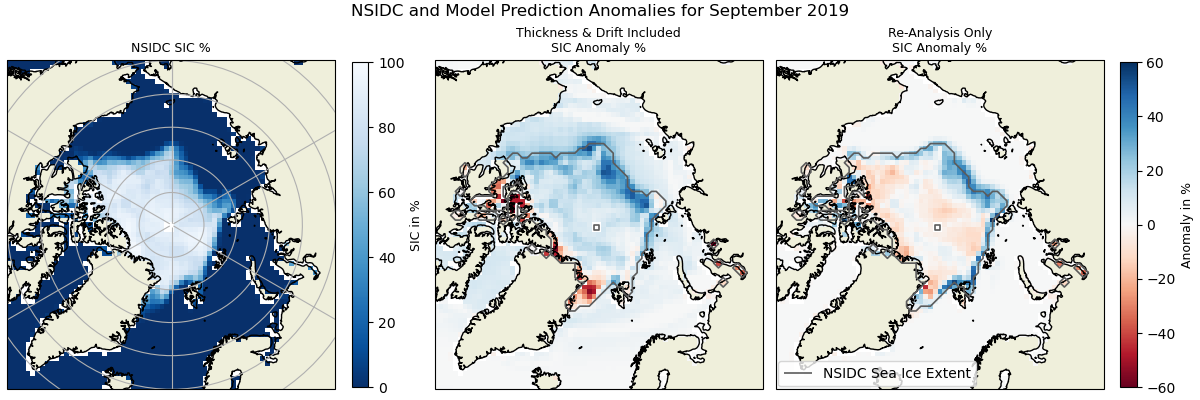 NSIDC and Model Prediction Anomalies for September 2019
NSIDC SIC %
100
80
60
40
20
0
SIC in %
Thickness & Drift Included
SIC Anomaly %
Re-Analysis Only
SIC Anomaly %
NSIDC Sea Ice Extent
60
40
20
0
−20
−40
−60
Anomaly in %